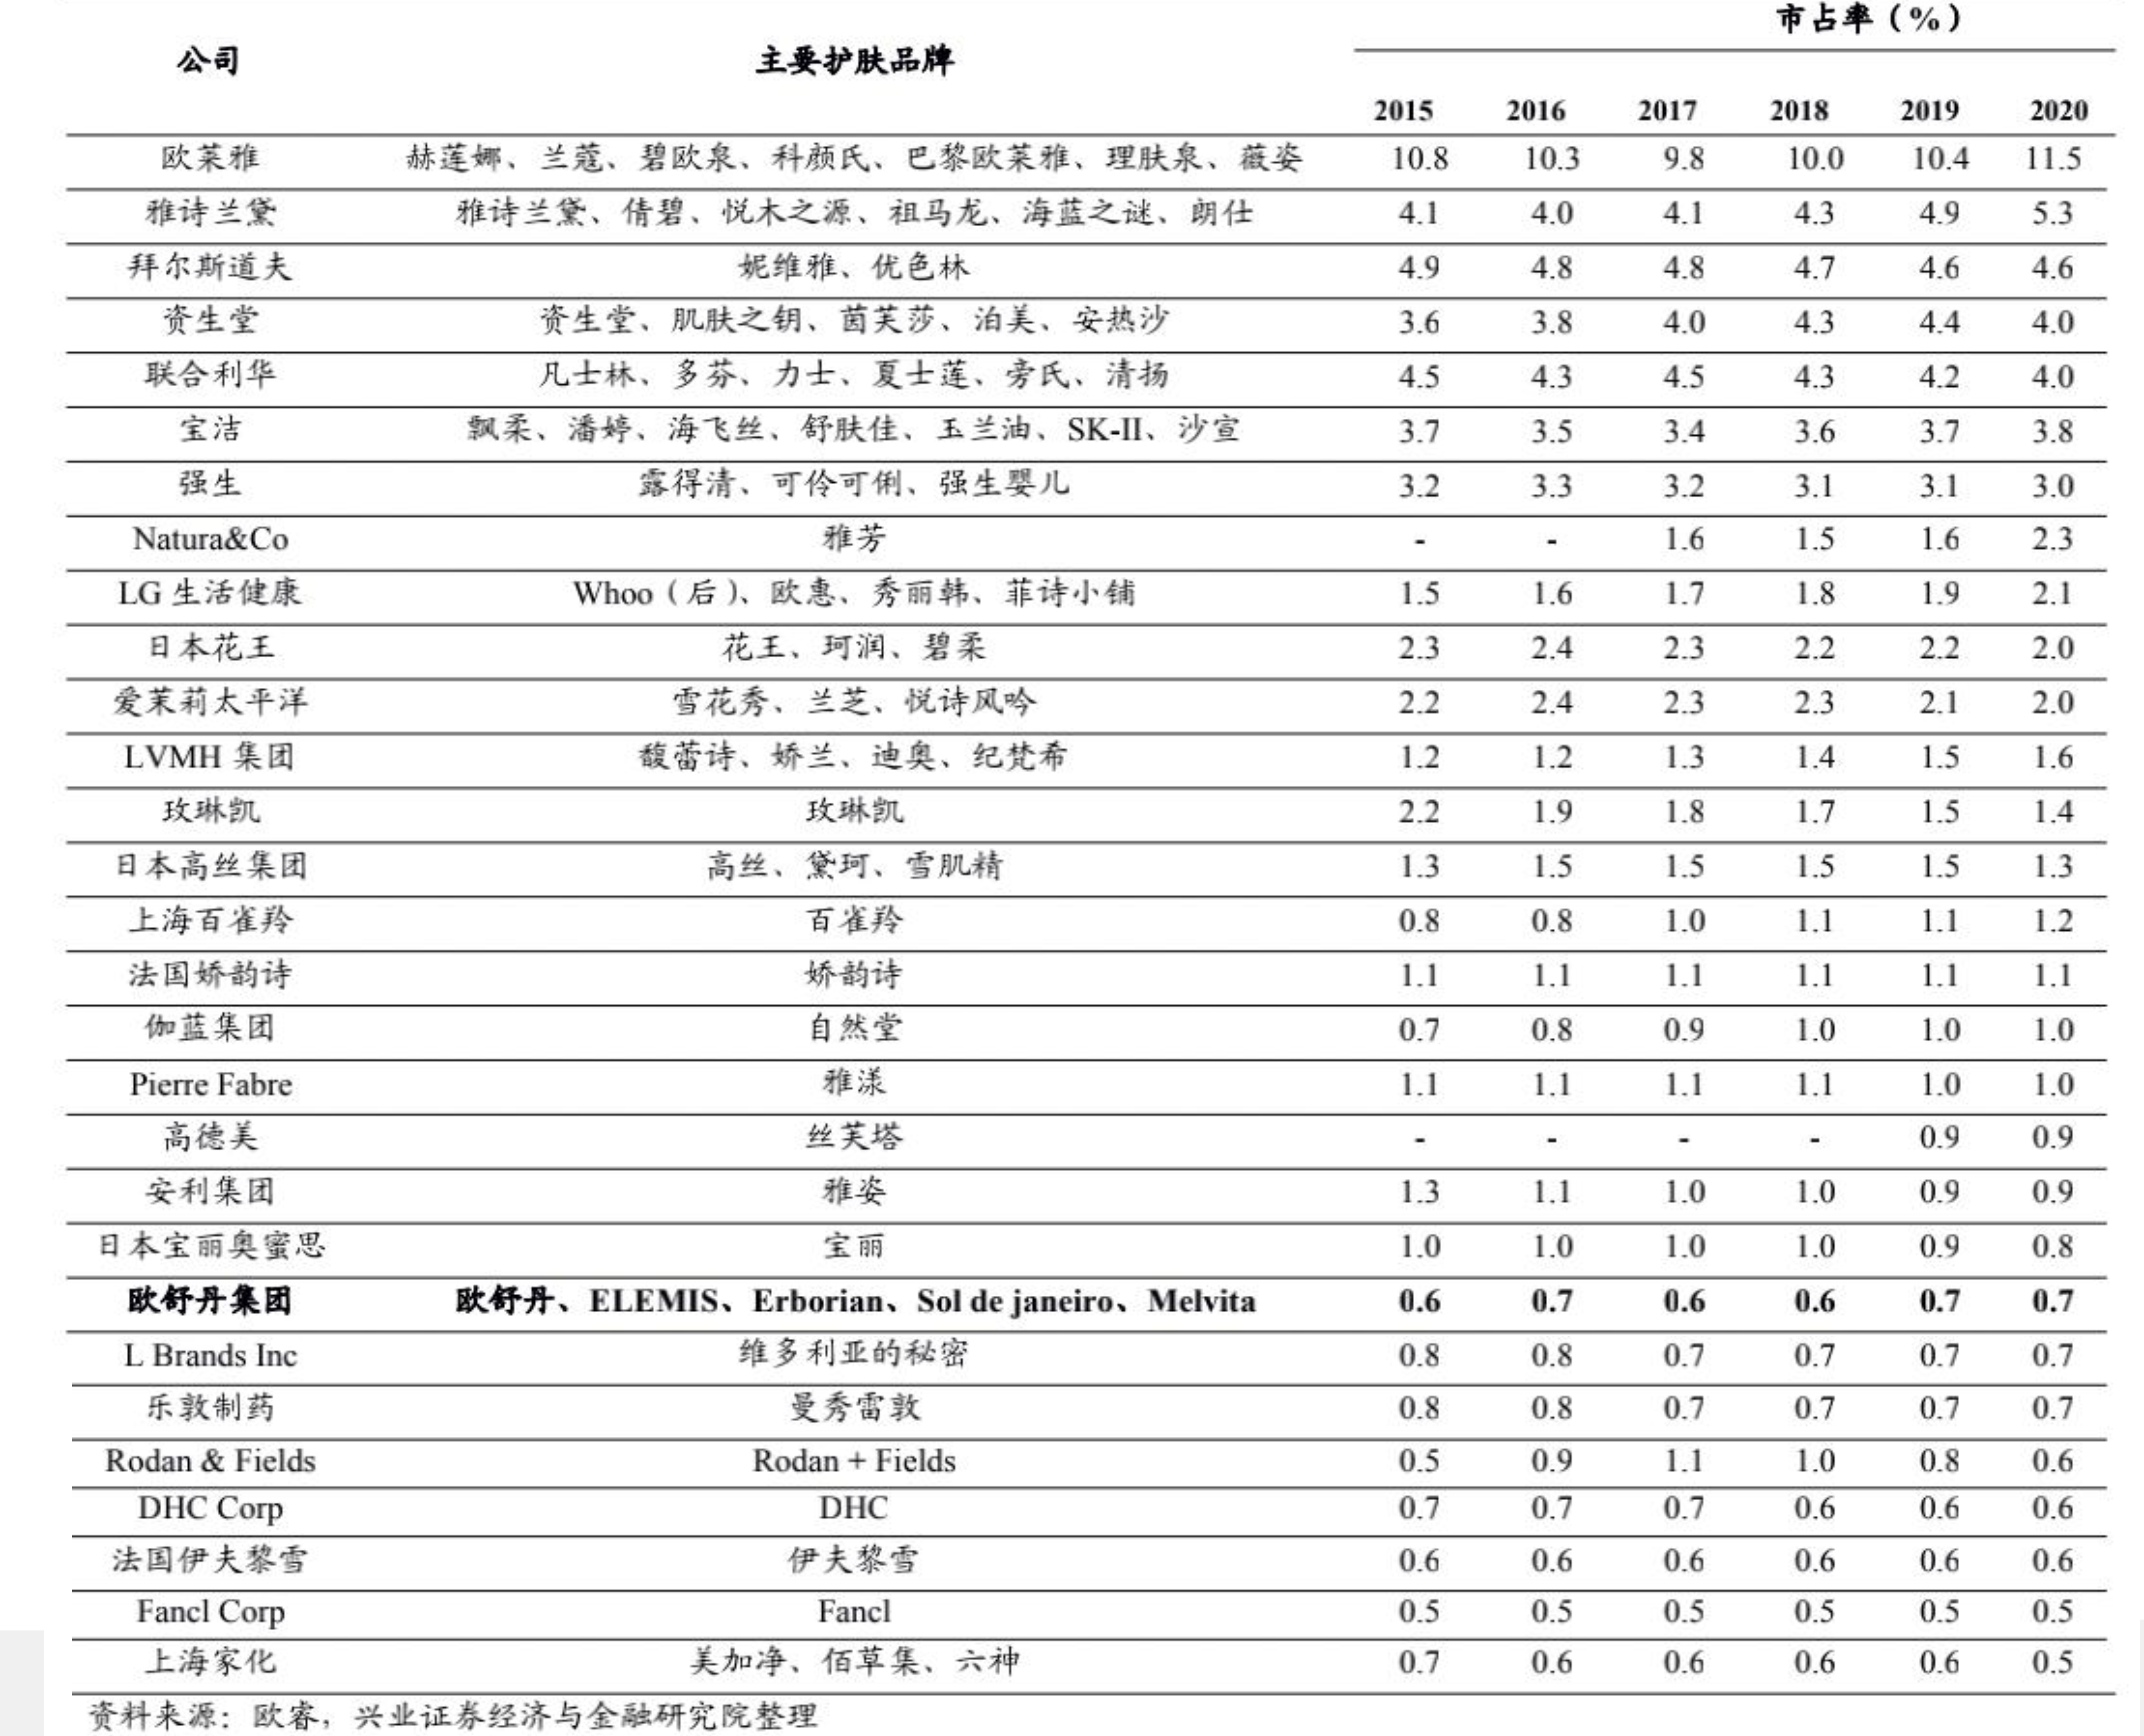 市占率（%）
公司 主要护肤品牌
2015 2016 2017 2018 2019 2020
欧莱雅 赫莲娜、兰蔻、碧欧泉、科颜氏、巴黎欧莱雅、理肤泉、薇姿 10.8 10.3 9.8 10.0 10.4 11.5
雅诗兰黛 雅诗兰黛、倩碧、悦木之源、祖马龙、海蓝之谜、朗仕 4.1 4.0 4.1 4.3 4.9 5.3
拜尔斯道夫 妮维雅、优色林 4.9 4.8 4.8 4.7 4.6 4.6
资生堂 资生堂、肌肤之钥、茵芙莎、泊美、安热沙 3.6 3.8 4.0 4.3 4.4 4.0
联合利华 凡士林、多芬、力士、夏士莲、旁氏、清扬 4.5 4.3 4.5 4.3 4.2 4.0
宝洁 飘柔、潘婷、海飞丝、舒肤佳、玉兰油、SK-II、沙宣 3.7 3.5 3.4 3.6 3.7 3.8
强生 露得清、可伶可俐、强生婴儿 3.2 3.3 3.2 3.1 3.1 3.0
Natura&Co 雅芳 - - 1.6 1.5 1.6 2.3
LG 生活健康 Whoo（后）、欧惠、秀丽韩、菲诗小铺 1.5 1.6 1.7 1.8 1.9 2.1
日本花王 花王、珂润、碧柔 2.3 2.4 2.3 2.2 2.2 2.0
爱茉莉太平洋 雪花秀、兰芝、悦诗风吟 2.2 2.4 2.3 2.3 2.1 2.0
LVMH 集团 馥蕾诗、娇兰、迪奥、纪梵希 1.2 1.2 1.3 1.4 1.5 1.6
玫琳凯 玫琳凯 2.2 1.9 1.8 1.7 1.5 1.4
日本高丝集团 高丝、黛珂、雪肌精 1.3 1.5 1.5 1.5 1.5 1.3
上海百雀羚 百雀羚 0.8 0.8 1.0 1.1 1.1 1.2
法国娇韵诗 娇韵诗 1.1 1.1 1.1 1.1 1.1 1.1
伽蓝集团 自然堂 0.7 0.8 0.9 1.0 1.0 1.0
Pierre Fabre 雅漾 1.1 1.1 1.1 1.1 1.0 1.0
高德美 丝芙塔 - - - - 0.9 0.9
安利集团 雅姿 1.3 1.1 1.0 1.0 0.9 0.9
日本宝丽奥蜜思 宝丽 1.0 1.0 1.0 1.0 0.9 0.8
欧舒丹集团 欧舒丹、ELEMIS、Erborian、Sol de janeiro、Melvita 0.6 0.7 0.6 0.6 0.7 0.7
L Brands Inc 维多利亚的秘密 0.8 0.8 0.7 0.7 0.7 0.7
乐敦制药 曼秀雷敦 0.8 0.8 0.7 0.7 0.7 0.7
Rodan & Fields Rodan + Fields 0.5 0.9 1.1 1.0 0.8 0.6
DHC Corp DHC 0.7 0.7 0.7 0.6 0.6 0.6
法国伊夫黎雪 伊夫黎雪 0.6 0.6 0.6 0.6 0.6 0.6
Fancl Corp Fancl 0.5 0.5 0.5 0.5 0.5 0.5
上海家化 美加净、佰草集、六神 0.7 0.6 0.6 0.6 0.6 0.5
资料来源：欧睿，兴业证券经济与金融研究院整理